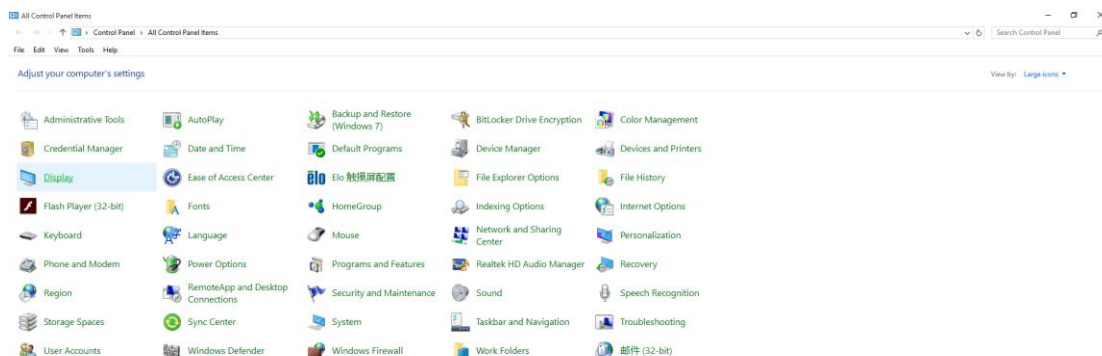 All Control Panel Items
Control Panel > All Control Panel Items
Search Control Panel
File Edit View Tools Help
Adjust your computer's settings
View by: Large icons
Administrative Tools
AutoPlay
Backup and Restore
(Windows 7)
BitLocker Drive Encryption
Color Management
Credential Manager
Date and Time
Default Programs
Device Manager
Devices and Printers
Display
Ease of Access Center
elo
Elo 触摸屏配置
File Explorer Options
File History
Flash Player (32-bit)
Fonts
HomeGroup
Indexing Options
Internet Options
Keyboard
Language
Mouse
Network and Sharing
Center
Personalization
Phone and Modem
Power Options
Programs and Features
Realtek HD Audio Manager
Recovery
Region
RemoteApp and Desktop
Connections
Security and Maintenance
Sound
Speech Recognition
Storage Spaces
Sync Center
System
Taskbar and Navigation
Troubleshooting
User Accounts
Windows Defender
Windows Firewall
Work Folders
邮件 (32-bit)